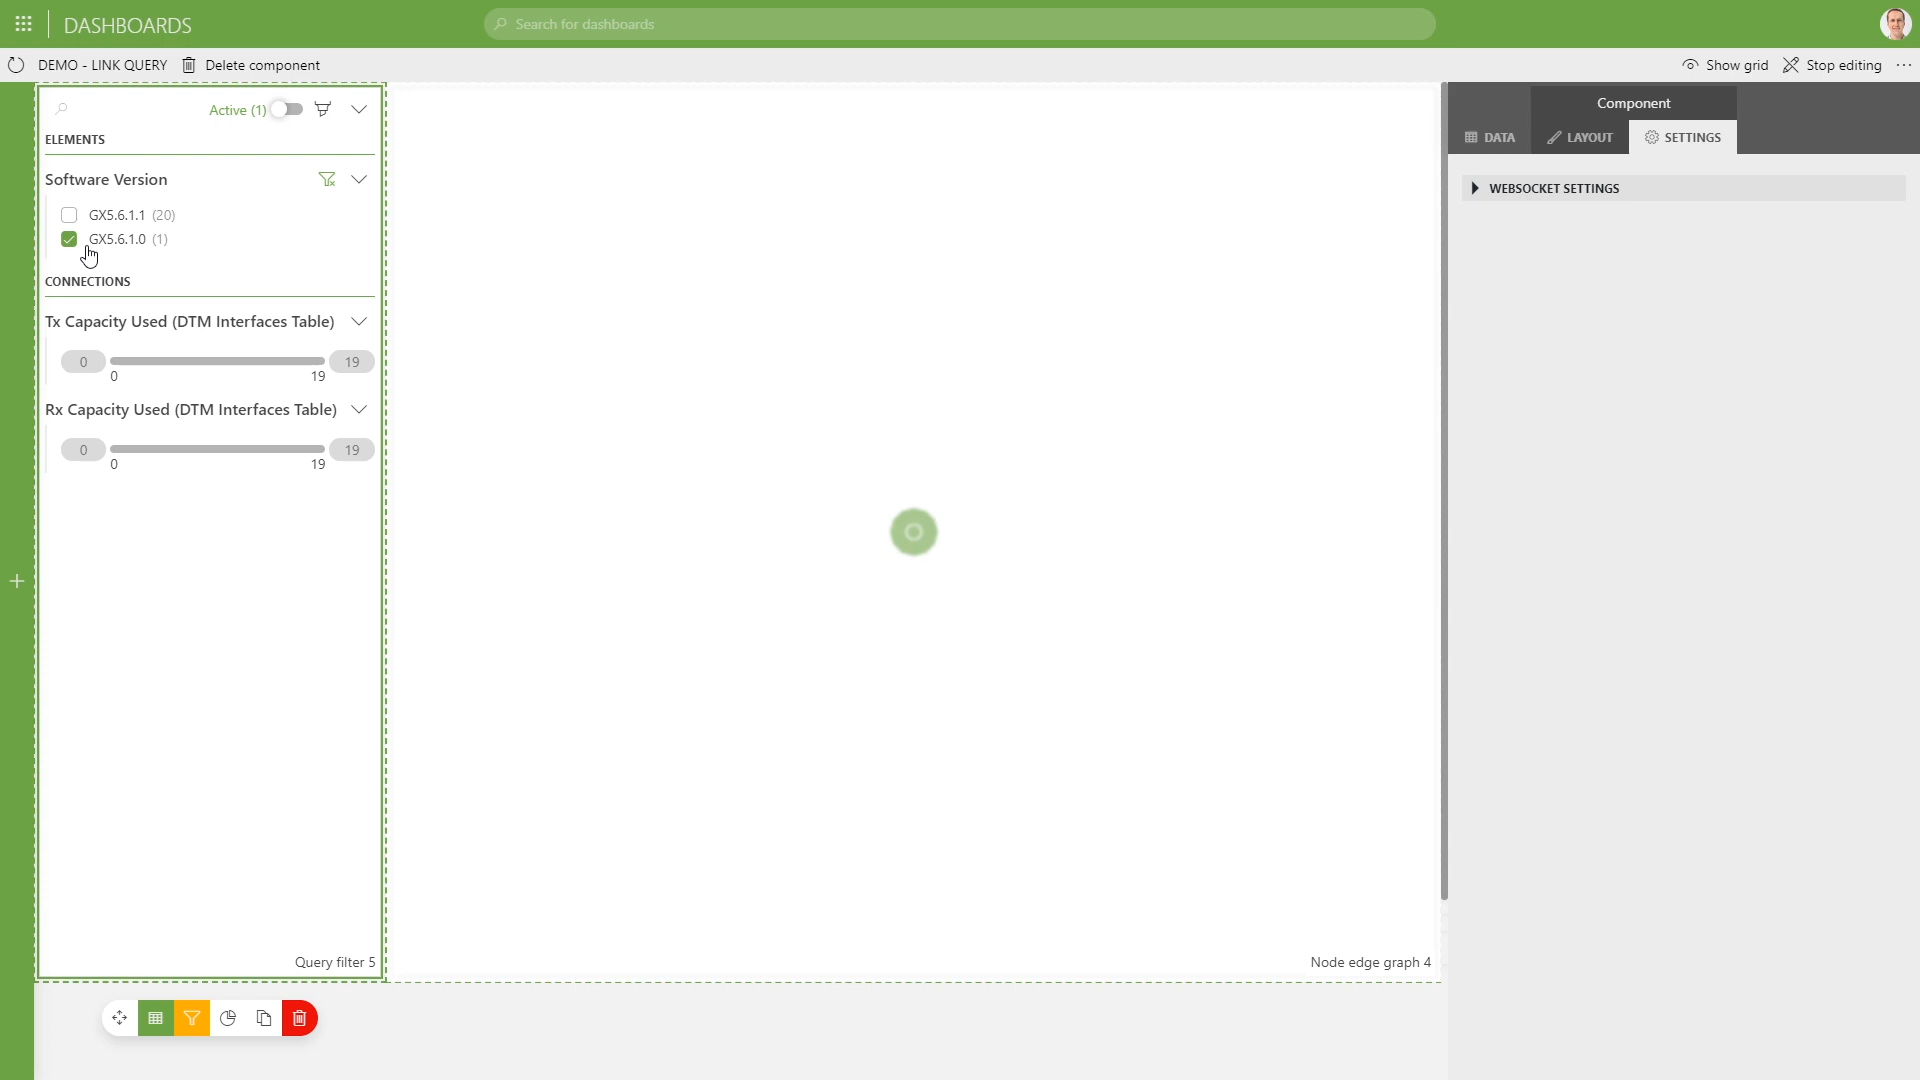 DASHBOARDS
Search for dashboards
DEMO - LINK QUERY
Delete component
Show grid
Stop editing
Active (1)
ELEMENTS
Software Version
GX5.6.1.1 (20)
GX5.6.1.0 (1)
CONNECTIONS
Tx Capacity Used (DTM Interfaces Table)
0
19
0
19
Rx Capacity Used (DTM Interfaces Table)
0
19
0
19
Query filter 5
Node edge graph 4
Component
DATA
LAYOUT
SETTINGS
WEBSOCKET SETTINGS